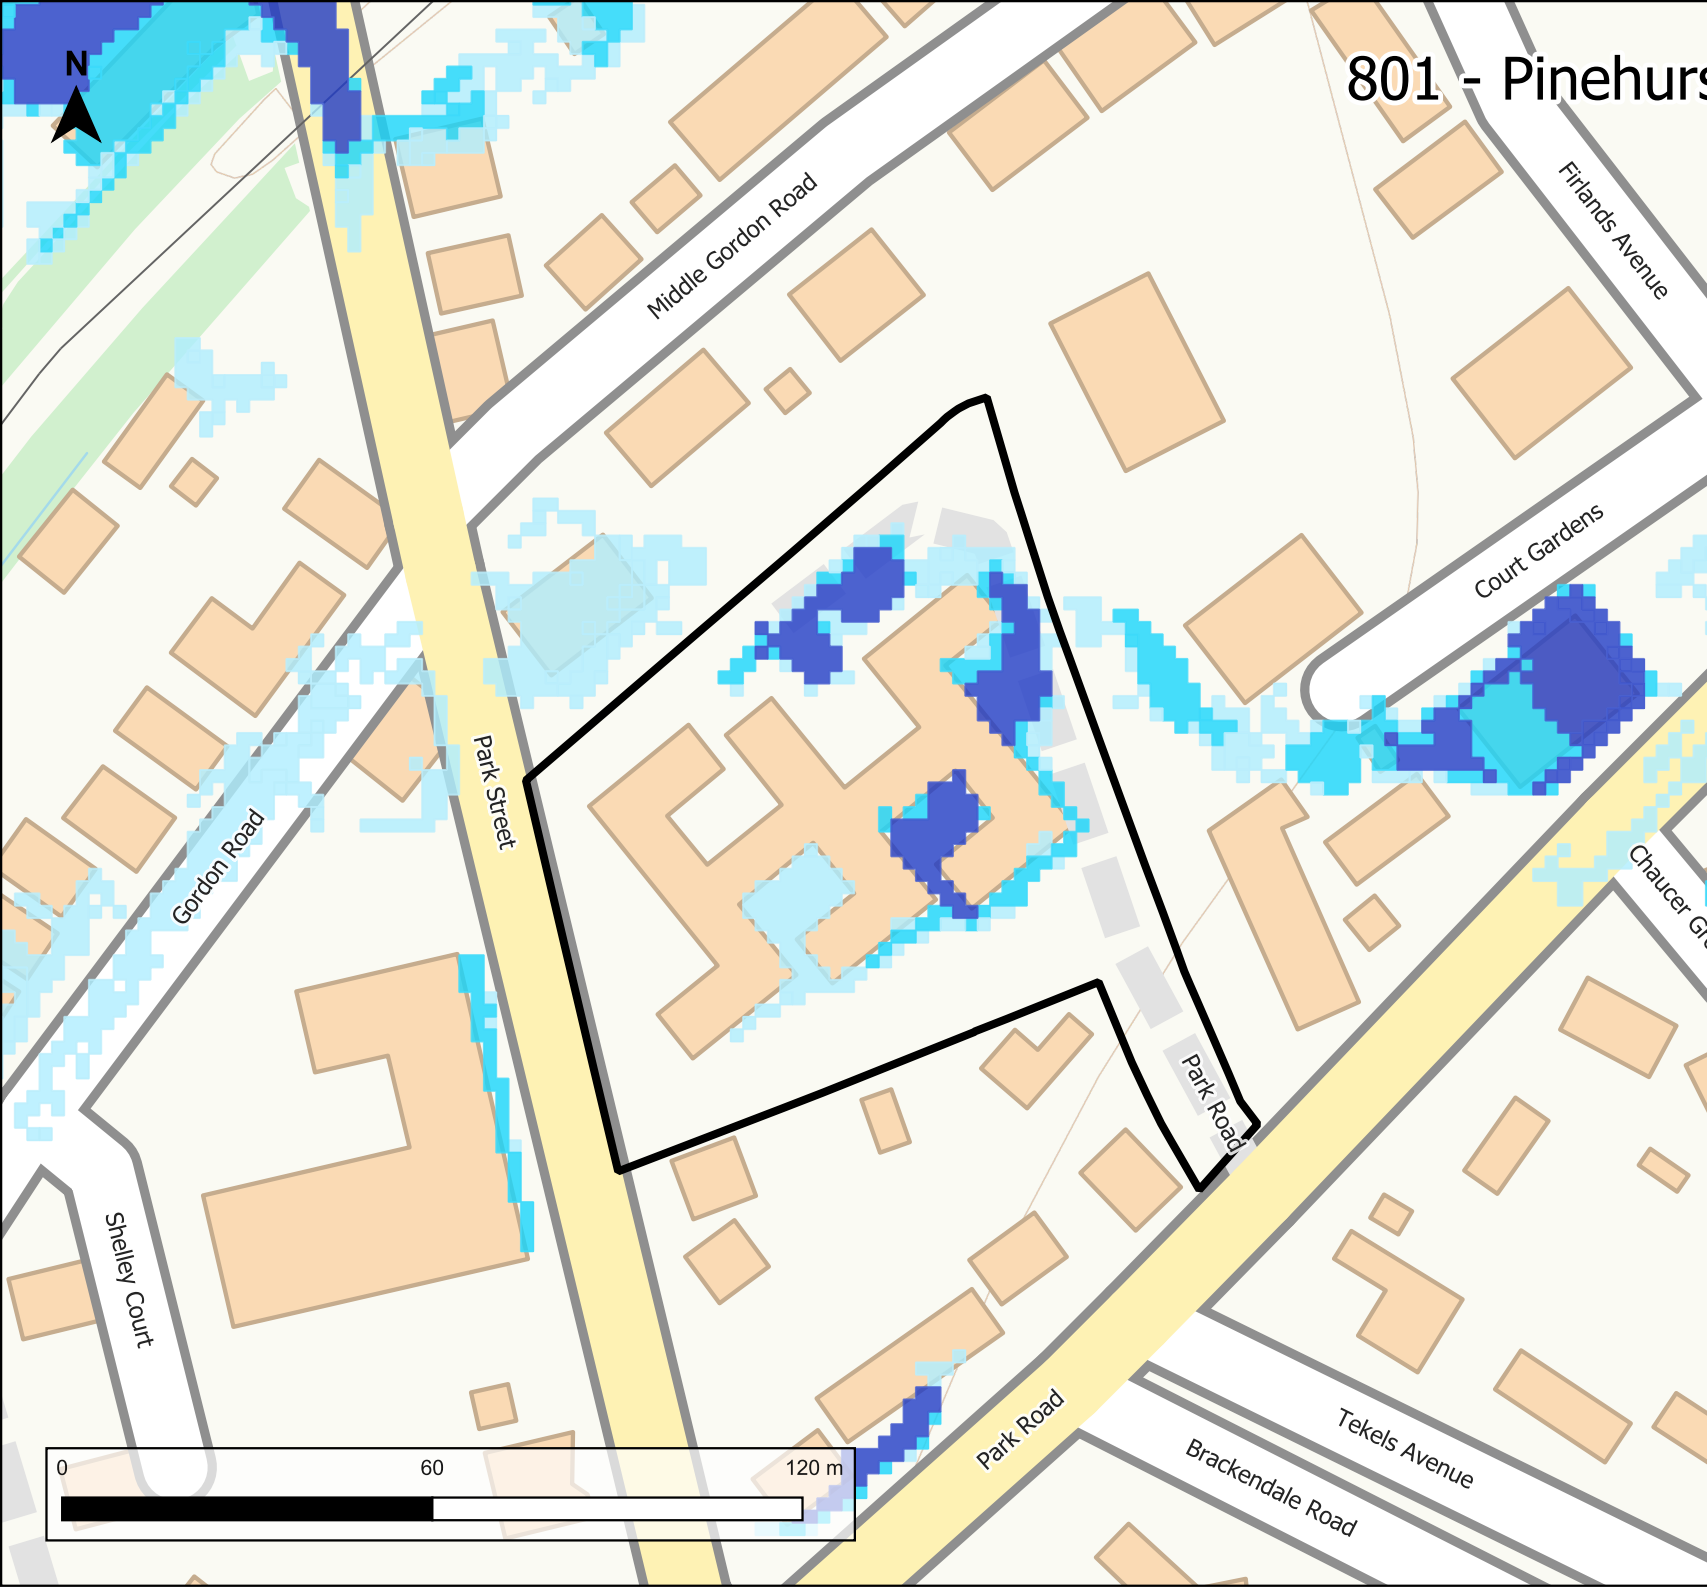 N
801 - Pinehurs
Firlands Avenue
Middle Gordon Road
Court Gardens
Park Street
Gordon Road
Chaucer Gr
Park Road
Shelley Court
Park Road
Tekels Avenue
Brackendale Road
0 60 120 m